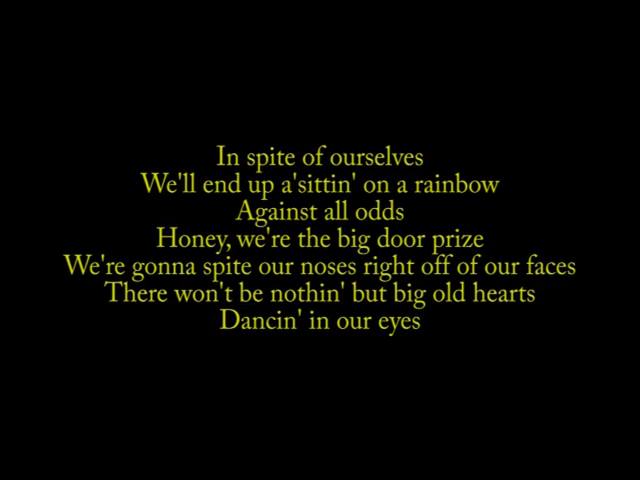 In spite of ourselves
We'll end up a'sittin' on a rainbow
Against all odds
Honey, we're the big door prize
We're gonna spite our noses right off of our faces
There won't be nothin' but big old hearts
Dancin' in our eyes